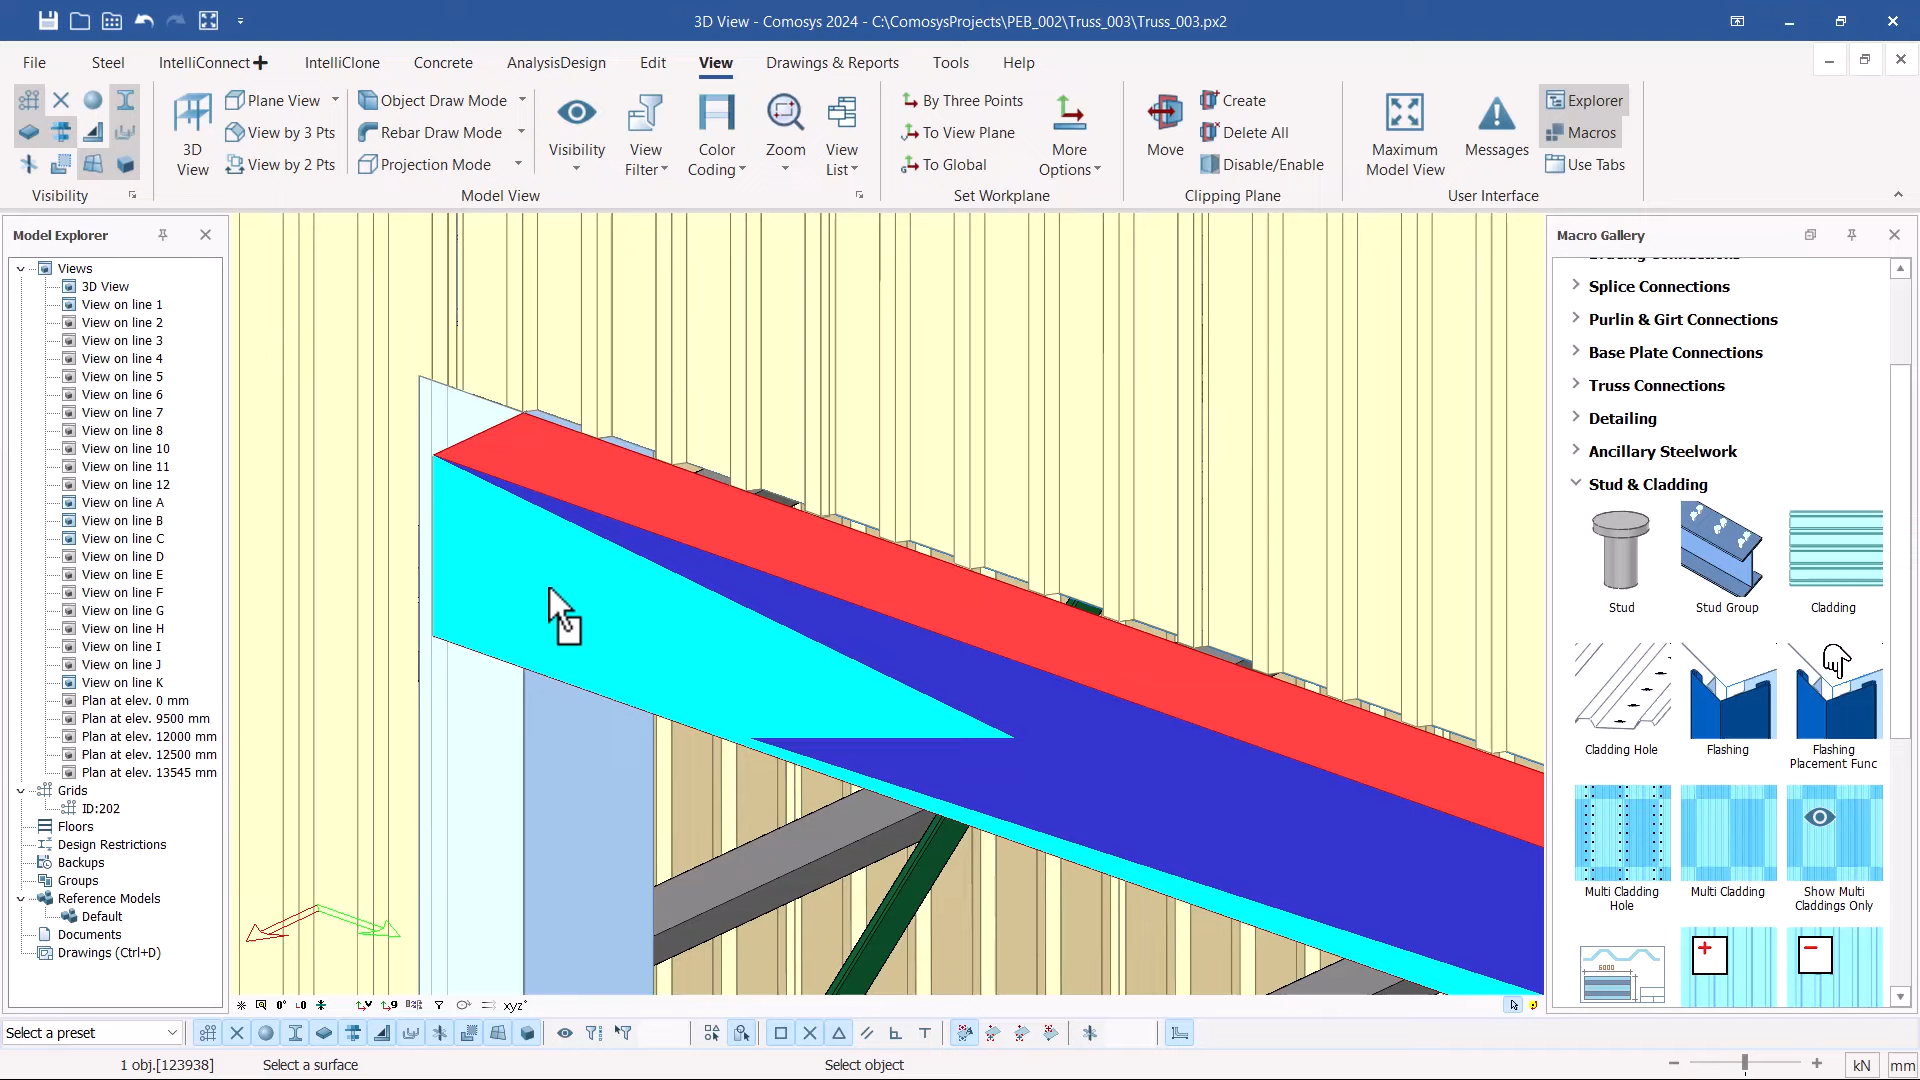 3D View - Comosys 2024 - C:\ComosysProjects\PEB_002\Truss_003\Truss_003.px2
File
Steel
IntelliConnect
IntelliClone
Concrete
AnalysisDesign
Edit
View
Drawings & Reports
Tools
Help
3D
View
Plane View
View by 3 Pts
View by 2 Pts
Object Draw Mode
Rebar Draw Mode
Projection Mode
Visibility
View
Filter
Color
Coding
Zoom
View
List
By Three Points
To View Plane
To Global
More
Options
Move
Create
Delete All
Disable/Enable
Maximum
Model View
Messages
Explorer
Macros
Use Tabs
Visibility
Model View
Set Workplane
Clipping Plane
User Interface
Model Explorer
Views
3D View
View on line 1
View on line 2
View on line 3
View on line 4
View on line 5
View on line 6
View on line 7
View on line 8
View on line 10
View on line 11
View on line 12
View on line A
View on line B
View on line C
View on line D
View on line E
View on line F
View on line G
View on line H
View on line I
View on line J
View on line K
Plan at elev. 0 mm
Plan at elev. 9500 mm
Plan at elev. 12000 mm
Plan at elev. 12500 mm
Plan at elev. 13545 mm
Grids
ID:202
Floors
Design Restrictions
Backups
Groups
Reference Models
Default
Documents
Drawings (Ctrl+D)
Macro Gallery
Splice Connections
Purlin & Girt Connections
Base Plate Connections
Truss Connections
Detailing
Ancillary Steelwork
Stud & Cladding
Stud
Stud Group
Cladding
Cladding Hole
Flashing
Flashing
Placement Func
Multi Cladding
Hole
Multi Cladding
Show Multi
Claddings Only
6000
xyz
Select a preset
1 obj.[123938]
Select a surface
Select object
kN
mm